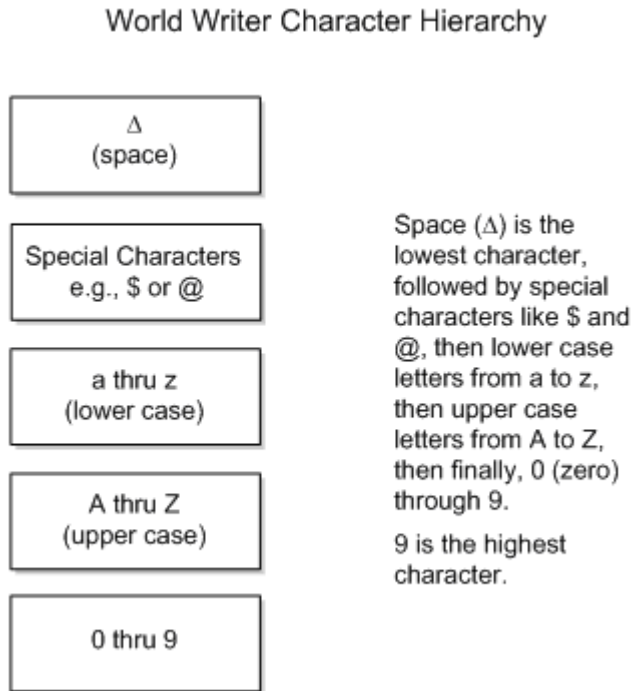 World Writer Character Hierarchy
Δ
(space)
Special Characters
e.g., $ or @
a thru z
(lower case)
A thru Z
(upper case)
0 thru 9
Space (Δ) is the
lowest character,
followed by special
characters like $ and
@, then lower case
letters from a to z,
then upper case
letters from A to Z,
then finally, 0 (zero)
through 9.
9 is the highest
character.